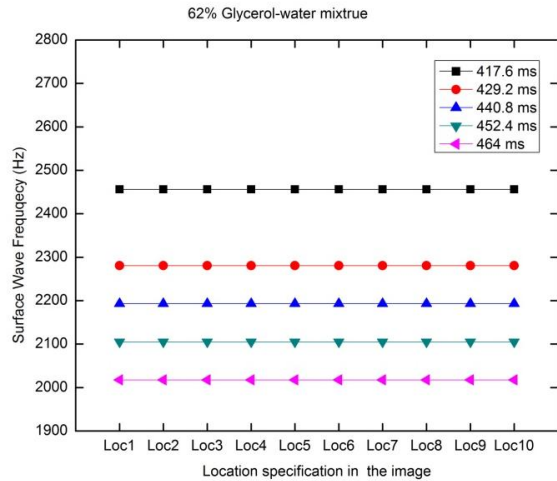 62% Glycerol-water mixtrue
2800
2700
2600
2500
2400
2300
2200
2100
2000
1900
Surface Wave Frequqecy (Hz)
417.6 ms
429.2 ms
440.8 ms
452.4 ms
464 ms
Loc1 Loc2 Loc3 Loc4 Loc5 Loc6 Loc7 Loc8 Loc9 Loc10
Location specification in the image